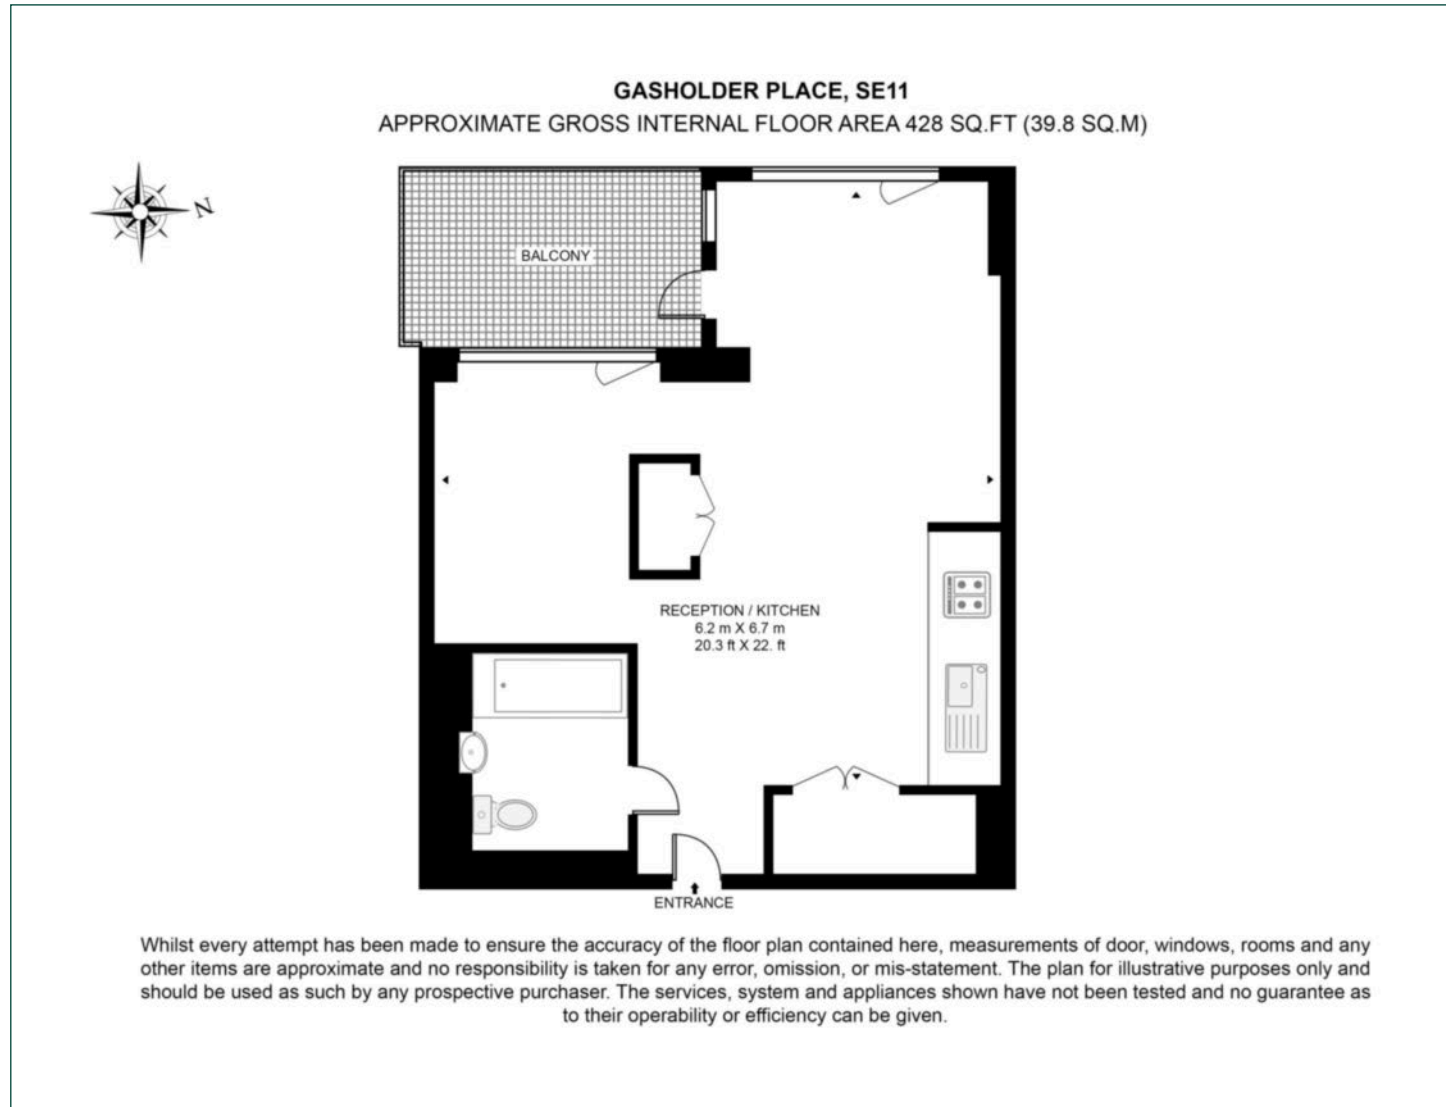 GASHOLDER PLACE, SE11
APPROXIMATE GROSS INTERNAL FLOOR AREA 428 SQ.FT (39.8 SQ.M)
N
BALCONY
RECEPTION / KITCHEN
6.2 m X 6.7 m
20.3 ft X 22. ft
ENTRANCE
Whilst every attempt has been made to ensure the accuracy of the floor plan contained here, measurements of door, windows, rooms and any
other items are approximate and no responsibility is taken for any error, omission, or mis-statement. The plan for illustrative purposes only and
should be used as such by any prospective purchaser. The services, system and appliances shown have not been tested and no guarantee as
to their operability or efficiency can be given.